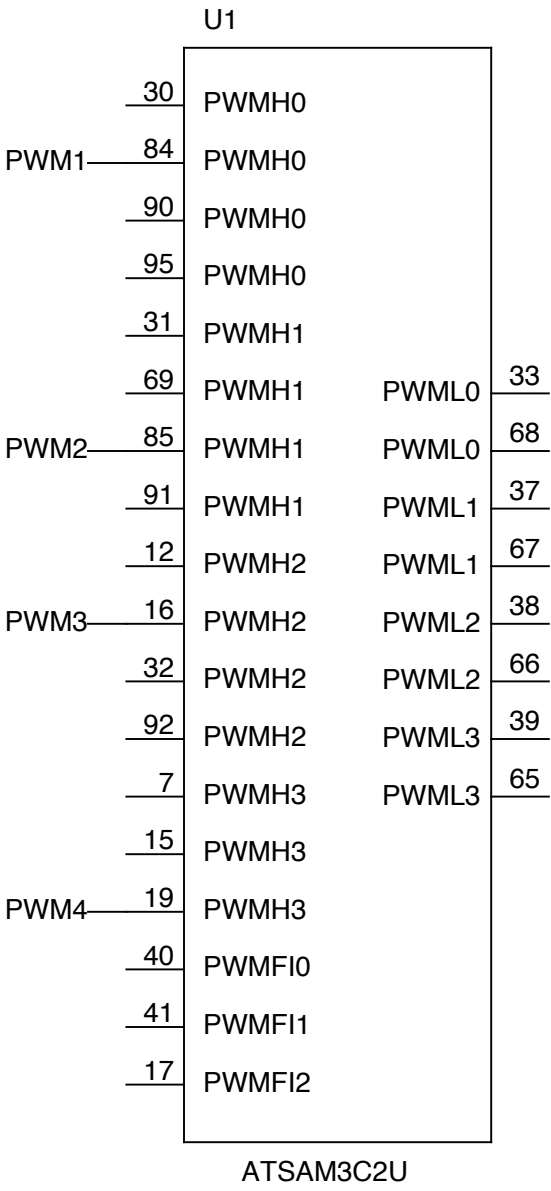 U1
30 PWMH0
PWM1 84 PWMH0
90 PWMH0
95 PWMH0
31 PWMH1
69 PWMH1 PWML0 33
PWM2 85 PWMH1 PWML0 68
91 PWMH1 PWML1 37
12 PWMH2 PWML1 67
PWM3 16 PWMH2 PWML2 38
32 PWMH2 PWML2 66
92 PWMH2 PWML3 39
7 PWMH3 PWML3 65
15 PWMH3
PWM4 19 PWMH3
40 PWMFI0
41 PWMFI1
17 PWMFI2
ATSAM3C2U